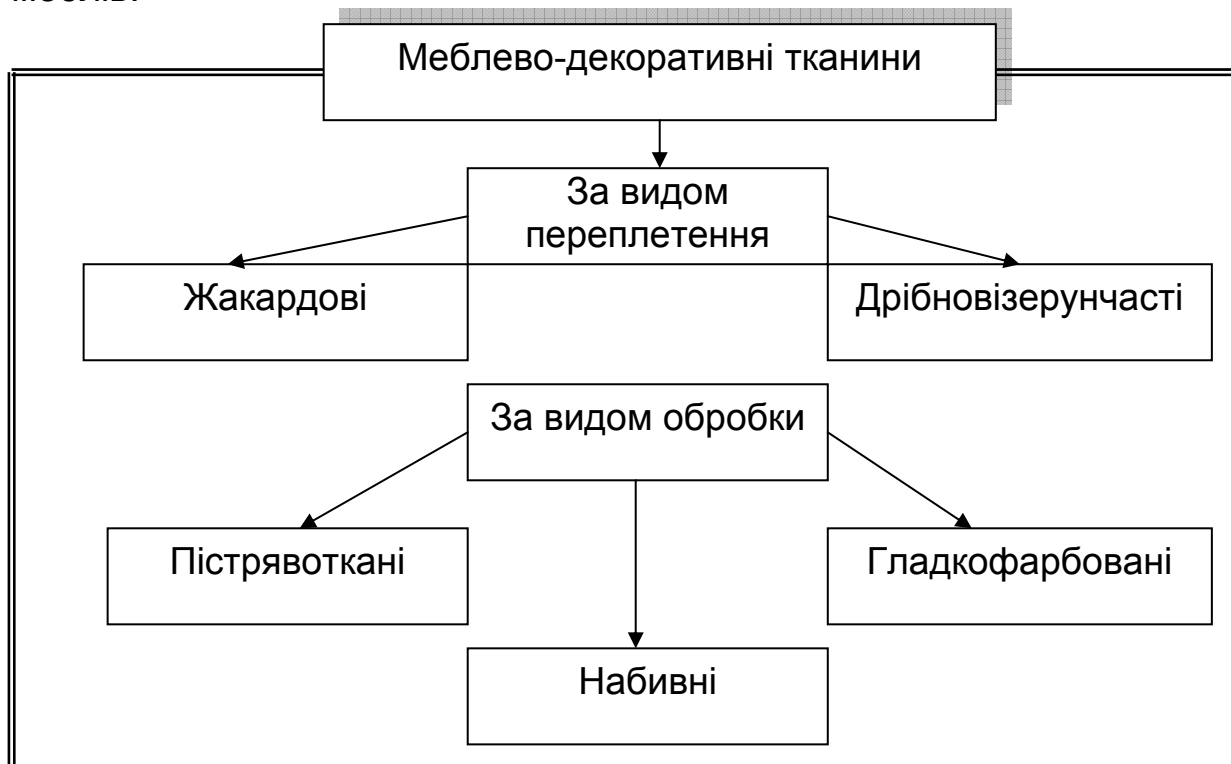 Меблево-декоративні тканини
За видом
переплетення
Жакардові
Дрібновізерунчасті
За видом обробки
Пістрявоткані
Гладкофарбовані
Набивні